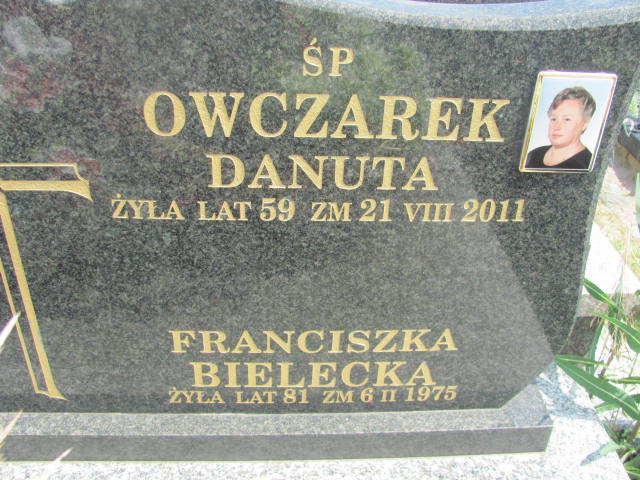 ŚP
OWCZAREK
DANUTA
ŻYŁA LAT 59 ZM 21 VIII 2011
FRANCISZKA
BIELECKA
ŻYŁA LAT 81 ZM 6 II 1975